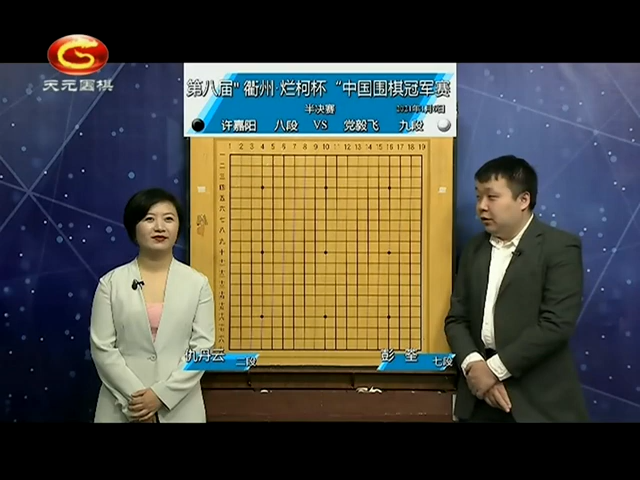 天元围棋
第八届"衢州·烂柯杯"中国围棋冠军赛
半决赛
许嘉阳 八段 VS 党毅飞 九段
1 2 3 4 5 6 7 8 9 10 11 12 13 14 15 16 17 18 19
仇丹云 二段
彭荃 七段